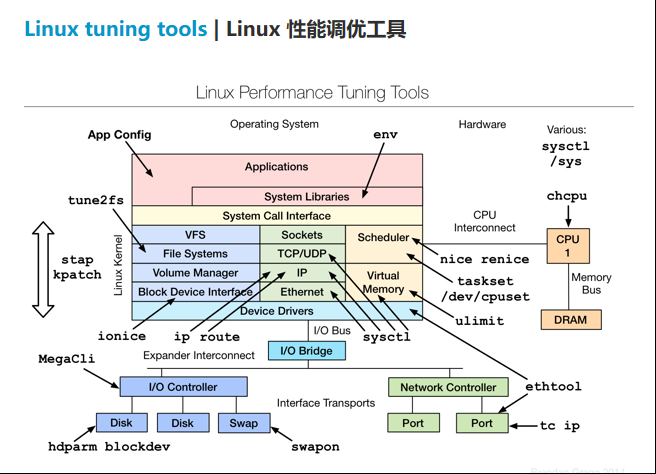 Linux tuning tools | Linux 性能调优工具
Linux Performance Tuning Tools
Operating System
Hardware
Various:
sysctl
/sys
App Config
env
Applications
System Libraries
System Call Interface
tune2fs
chcpu
stap
kpatch
Linux Kernel
VFS
Sockets
Scheduler
File Systems
TCP/UDP
Volume Manager
IP
Virtual
Memory
Block Device Interface
Ethernet
Device Drivers
CPU
Interconnect
CPU
1
nice renice
taskset
/dev/cpuset
Memory
Bus
ulimit
DRAM
ionice
ip route
sysctl
I/O Bus
I/O Bridge
MegaCli
Expander Interconnect
I/O Controller
Network Controller
ethtool
Interface Transports
Disk
Disk
Swap
Port
Port
tc ip
hdparm blockdev
swapon